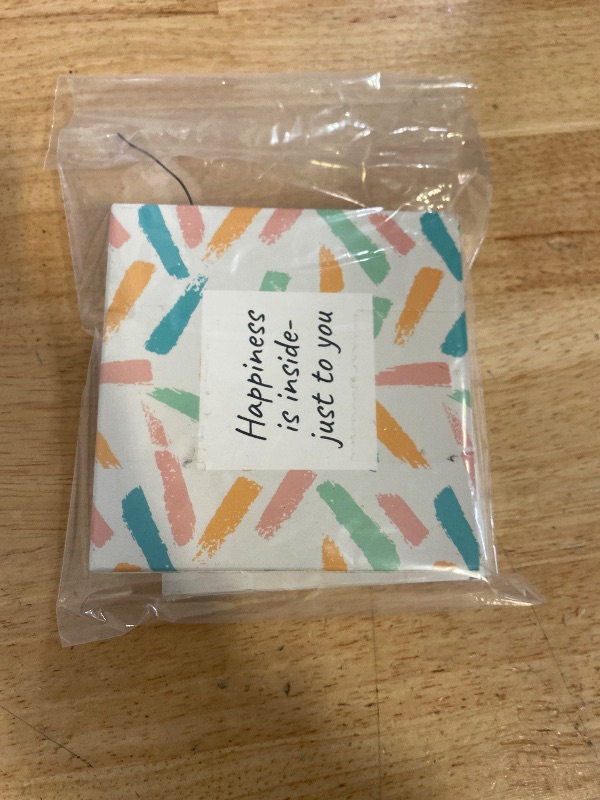 Happiness
is inside-
just to you